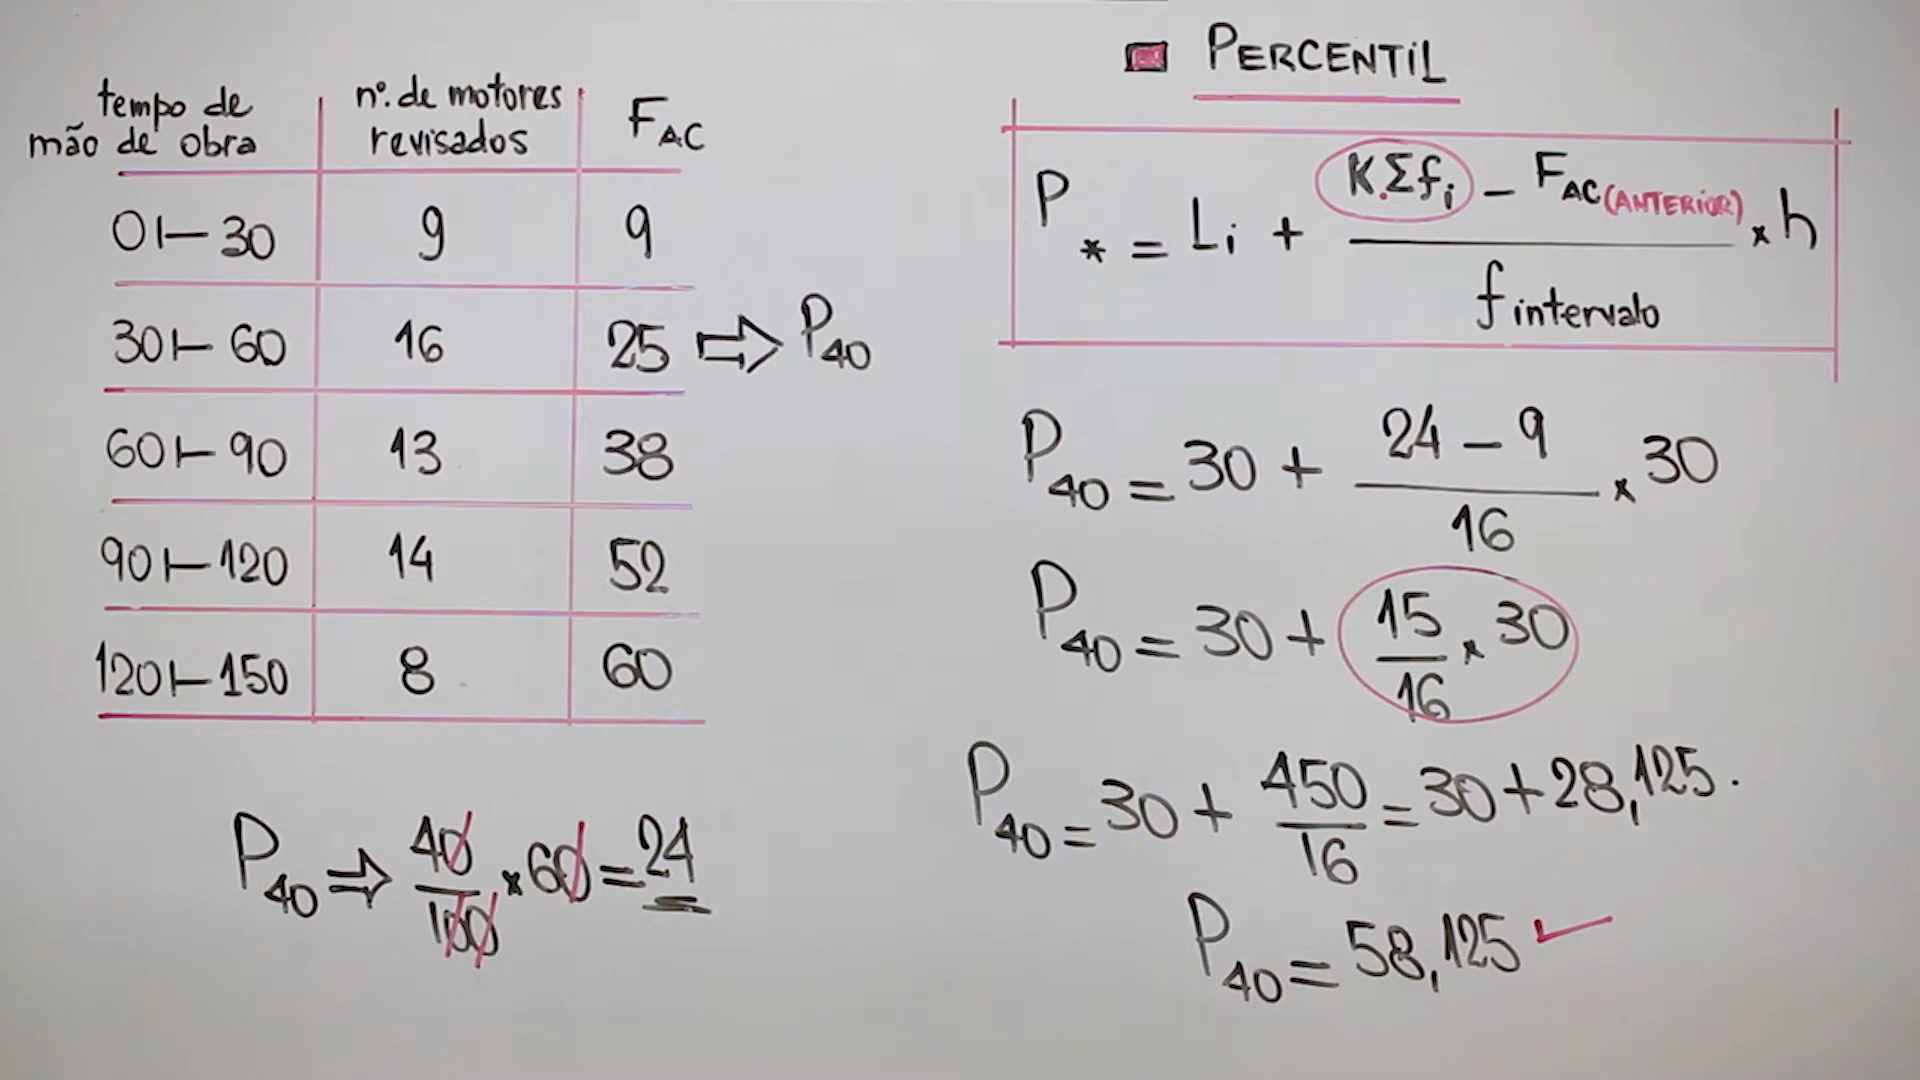 PERCENTIL
tempo de mão de obra | nº. de motores revisados | FAC
0 ⊢ 30 | 9 | 9
30 ⊢ 60 | 16 | 25 ⇒ P40
60 ⊢ 90 | 13 | 38
90 ⊢ 120 | 14 | 52
120 ⊢ 150 | 8 | 60
P40 ⇒ 40/100 × 60 = 24
P* = Li + (K.Σfi − FAC(ANTERIOR)) / fintervalo × h
P40 = 30 + (24 − 9)/16 × 30
P40 = 30 + 15/16 × 30
P40 = 30 + 450/16 = 30 + 28,125.
P40 = 58,125 ✓